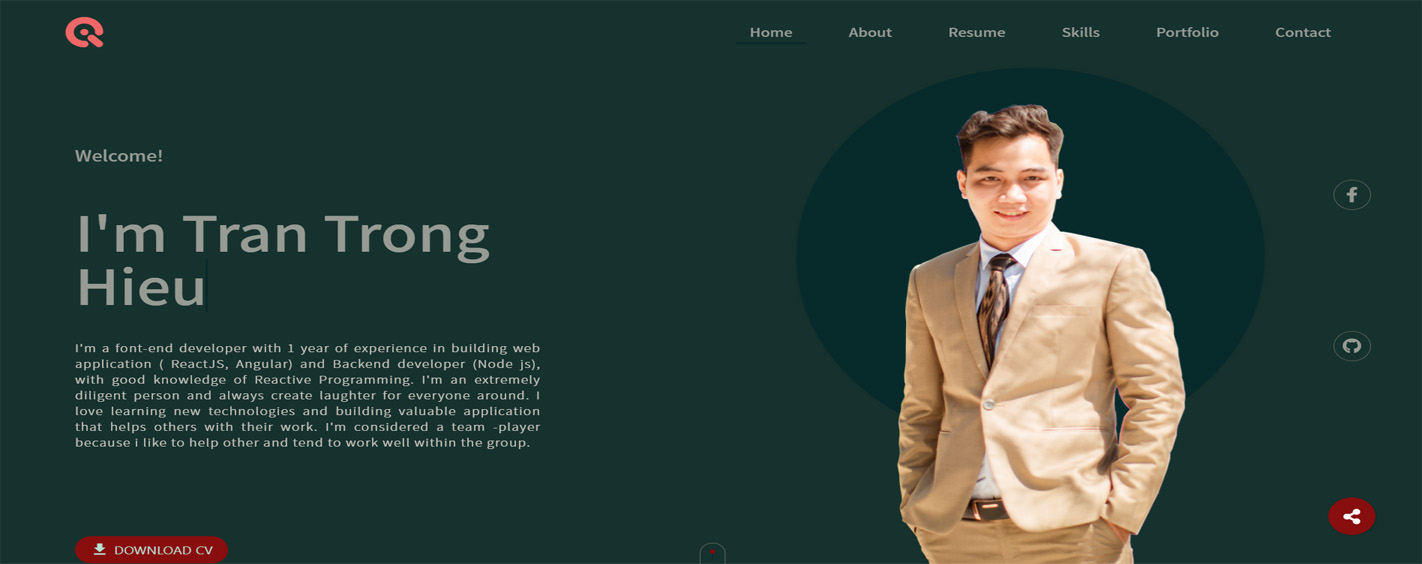 Home About Resume Skills Portfolio Contact
Welcome!
I'm Tran Trong
Hieu
I'm a font-end developer with 1 year of experience in building web
application ( ReactJS, Angular) and Backend developer (Node js),
with good knowledge of Reactive Programming. I'm an extremely
diligent person and always create laughter for everyone around. I
love learning new technologies and building valuable application
that helps others with their work. I'm considered a team -player
because i like to help other and tend to work well within the group.
DOWNLOAD CV